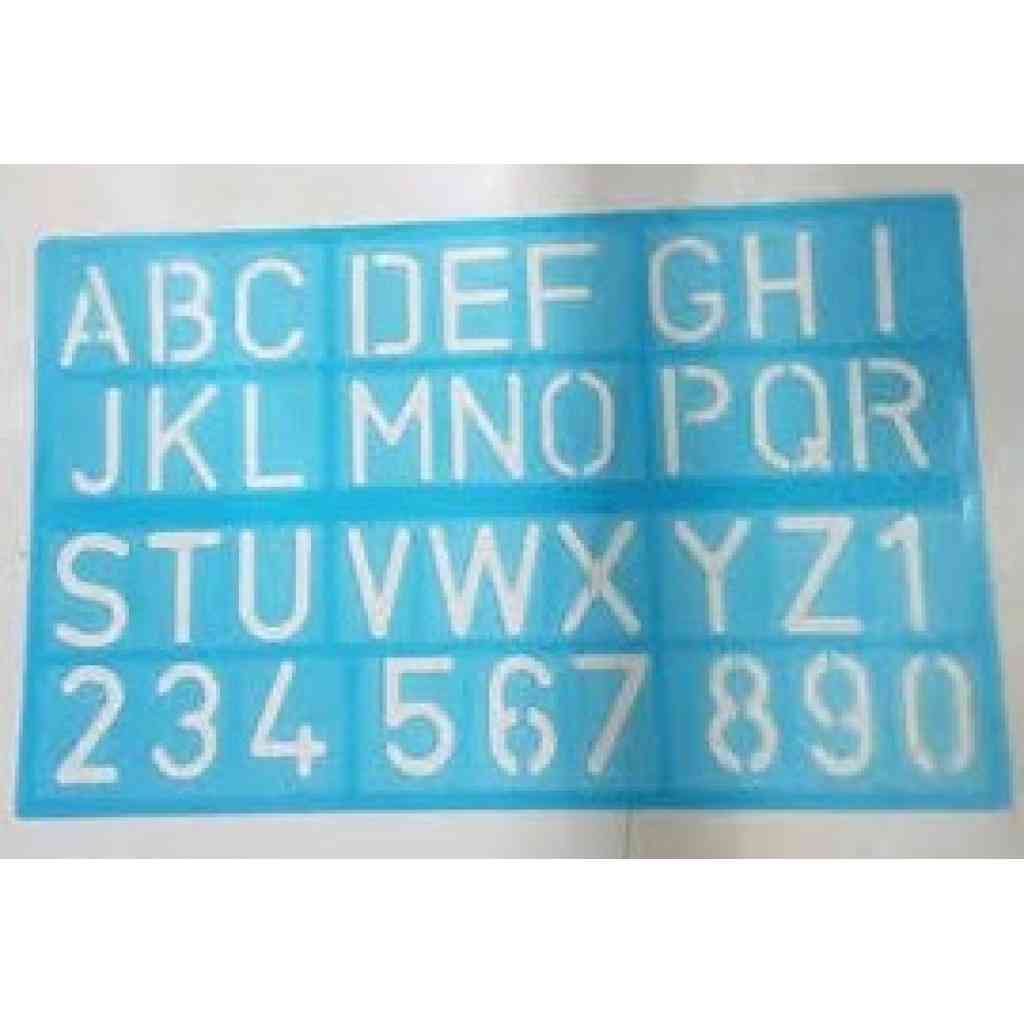 ABC DEF GHI
JKL MNO PQR
STU VWX YZ1
234 567 890